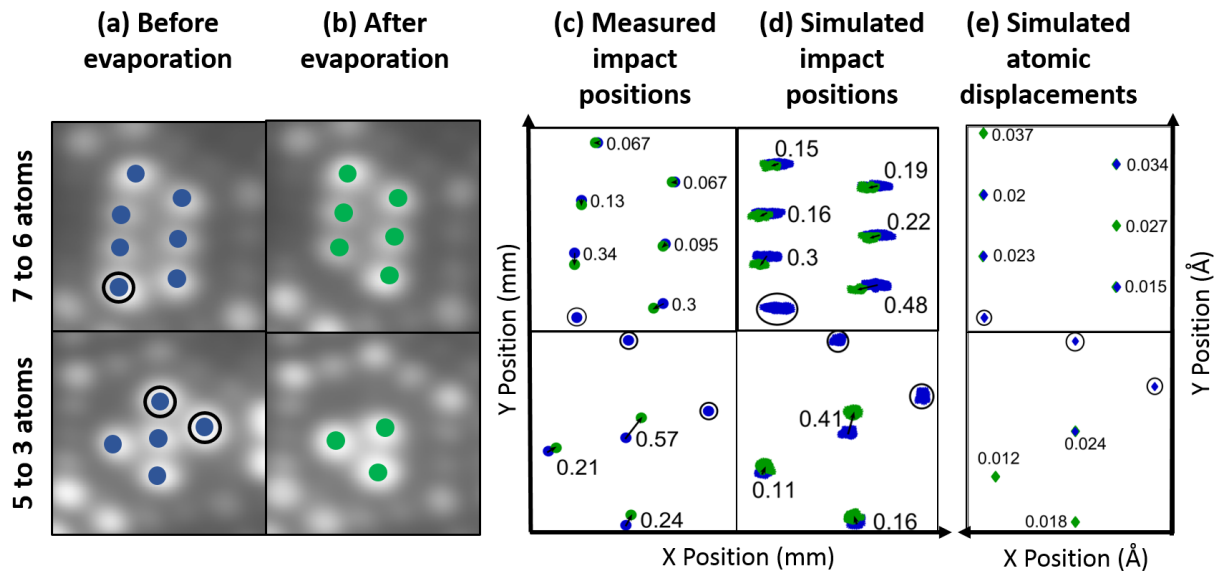 (a) Before
evaporation
(b) After
evaporation
(c) Measured
impact
positions
(d) Simulated
impact
positions
(e) Simulated
atomic
displacements
7 to 6 atoms
0.067
0.067
0.13
0.34
0.095
0.3
0.15
0.19
0.16
0.22
0.3
0.48
0.037
0.034
0.02
0.027
0.023
0.015
5 to 3 atoms
0.57
0.21
0.24
0.41
0.11
0.16
0.024
0.012
0.018
Y Position (mm)
Y Position (Å)
X Position (mm)
X Position (Å)